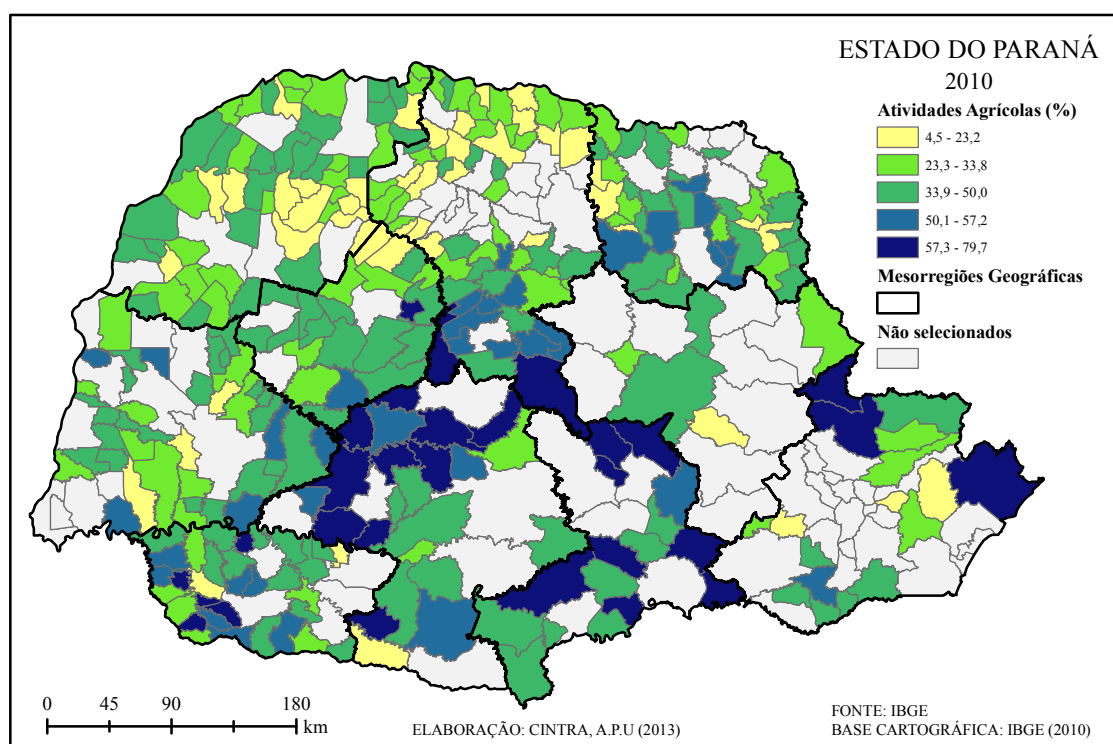 ESTADO DO PARANÁ
2010
Atividades Agrícolas (%)
4,5 - 23,2
23,3 - 33,8
33,9 - 50,0
50,1 - 57,2
57,3 - 79,7
Mesorregiões Geográficas
Não selecionados
0 45 90 180
km
ELABORAÇÃO: CINTRA, A.P.U (2013)
FONTE: IBGE
BASE CARTOGRÁFICA: IBGE (2010)